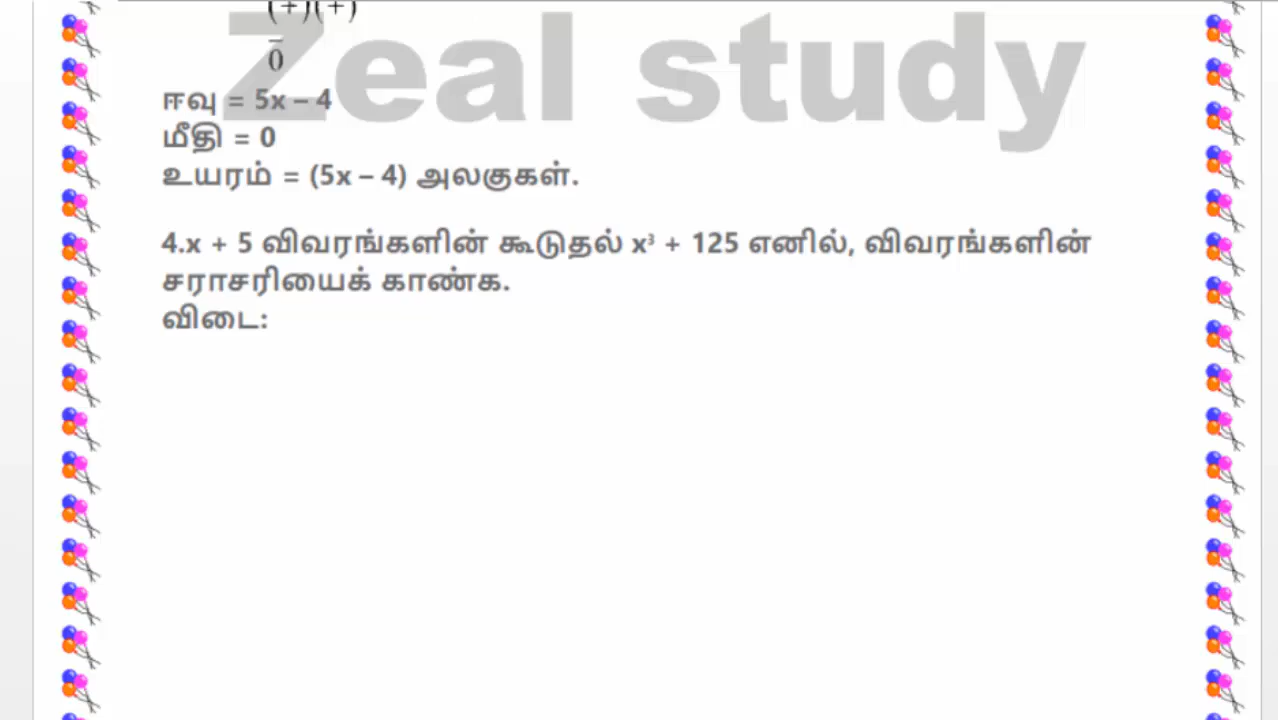 (+)(+)
0
Zeal study
ஈவு = 5x – 4
மீதி = 0
உயரம் = (5x – 4) அலகுகள்.
4.x + 5 விவரங்களின் கூடுதல் x³ + 125 எனில், விவரங்களின்
சராசரியைக் காண்க.
விடை: